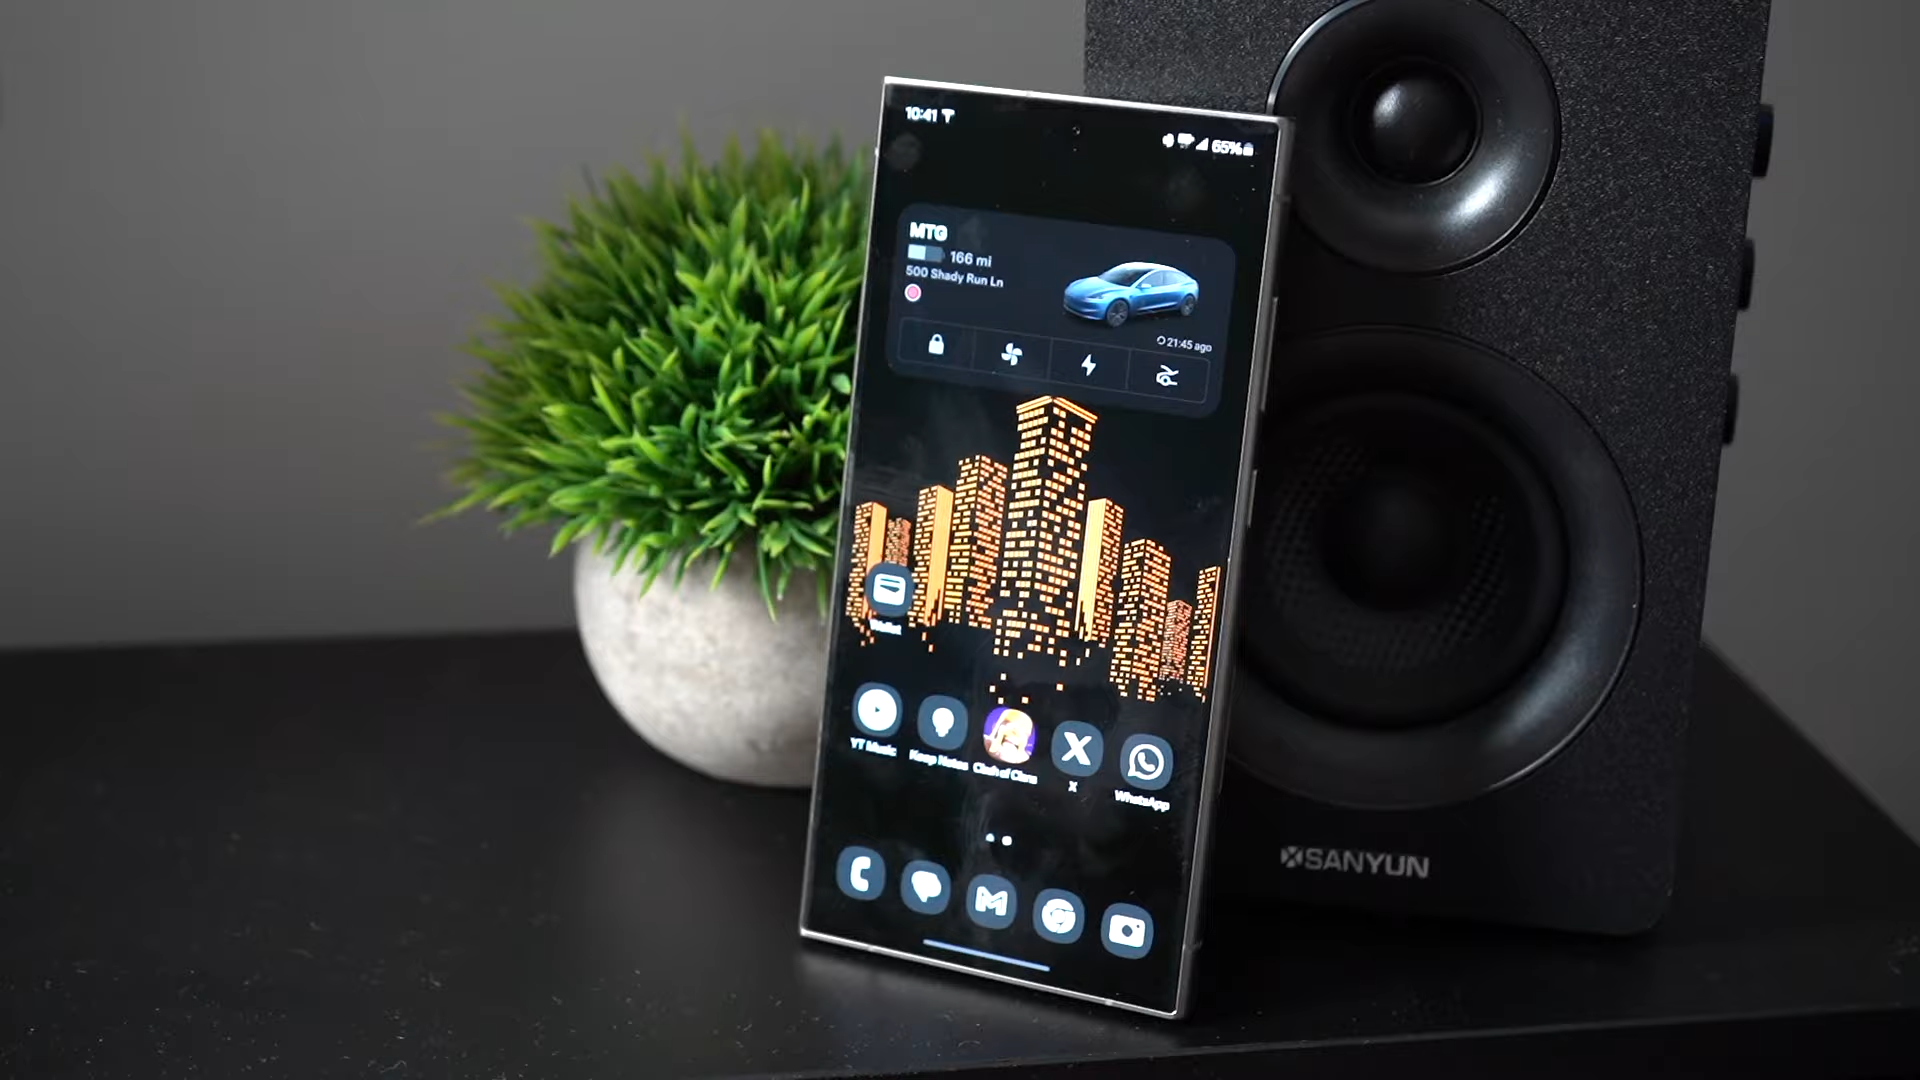 10:41
65%
MTG
166 mi
500 Shady Run Ln
21:45 ago
Wallet
YT Music
Keep Notes
Clash of Clans
X
WhatsApp
SANYUN